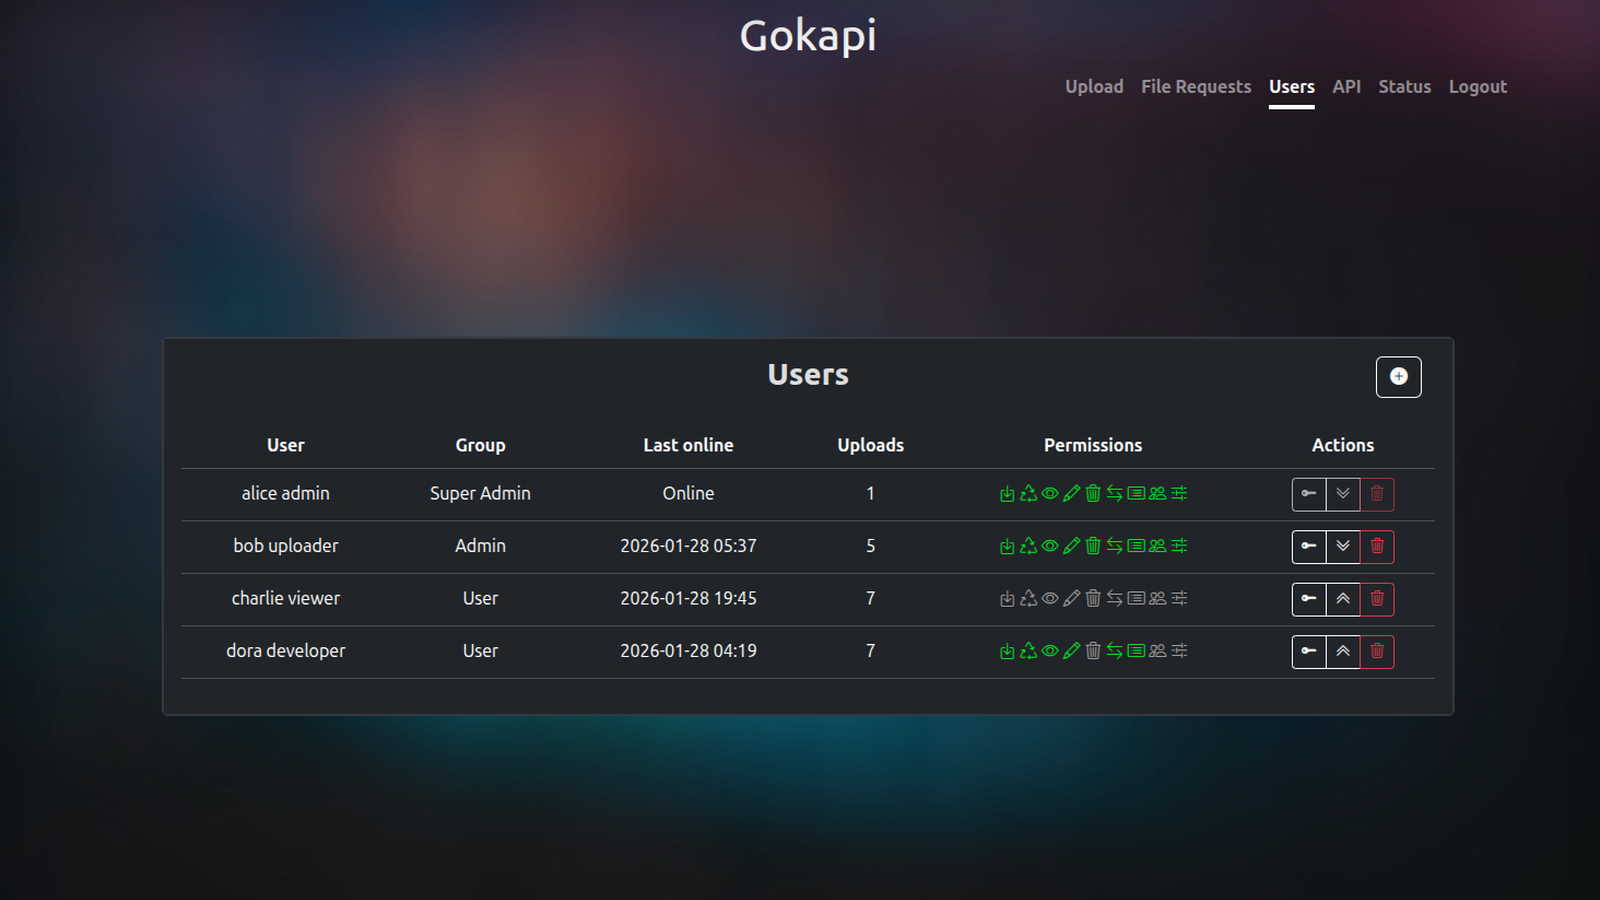 Gokapi
Upload File Requests Users API Status Logout
Users
User Group Last online Uploads Permissions Actions
alice admin Super Admin Online 1
bob uploader Admin 2026-01-28 05:37 5
charlie viewer User 2026-01-28 19:45 7
dora developer User 2026-01-28 04:19 7